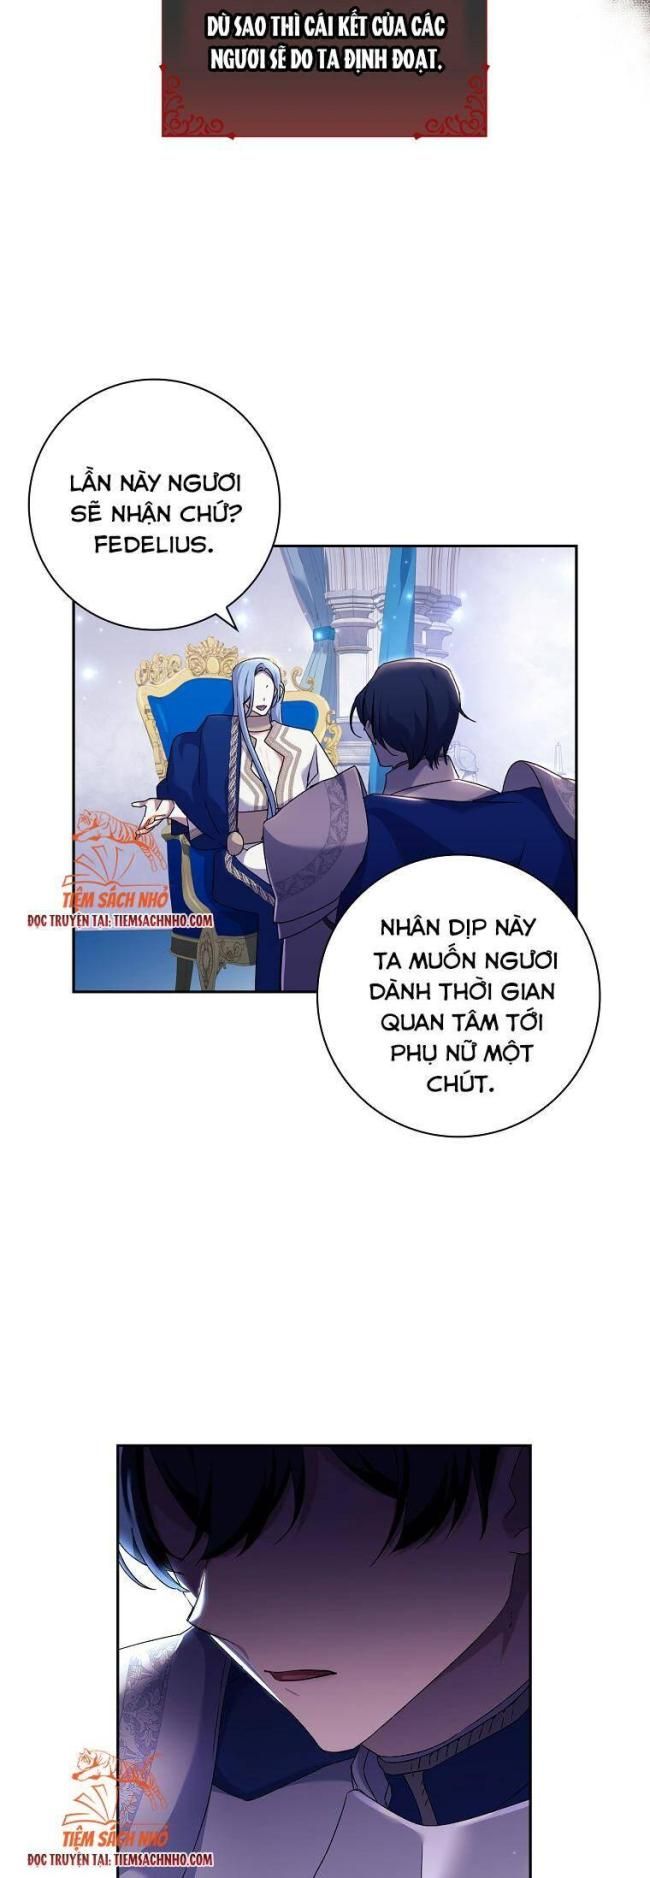 DÙ SAO THÌ CÁI KẾT CỦA CÁC
NGƯƠI SẼ DO TA ĐỊNH ĐOẠT.
LẦN NÀY NGƯƠI
SẼ NHẬN CHỨ?
FEDELIUS.
TIỆM SÁCH NHỎ
ĐỌC TRUYỆN TẠI: TIEMSACHNHO.COM
NHÂN DỊP NÀY
TA MUỐN NGƯƠI
DÀNH THỜI GIAN
QUAN TÂM TỚI
PHỤ NỮ MỘT
CHÚT.
TIỆM SÁCH NHỎ
ĐỌC TRUYỆN TẠI: TIEMSACHNHO.COM